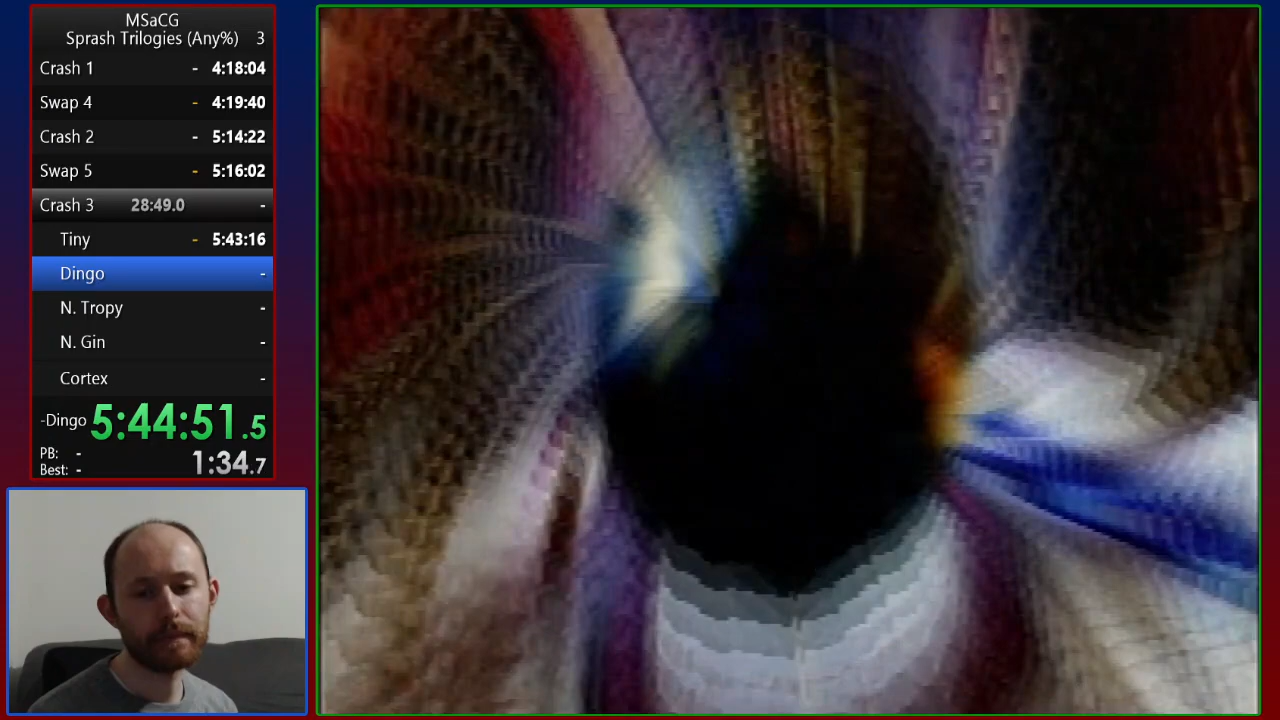 MSaCG
Sprash Trilogies (Any%) 3
Crash 1 - 4:18:04
Swap 4 - 4:19:40
Crash 2 - 5:14:22
Swap 5 - 5:16:02
Crash 3 28:49.0 -
Tiny - 5:43:16
Dingo -
N. Tropy -
N. Gin -
Cortex -
-Dingo 5:44:51.5
PB: -
Best: - 1:34.7